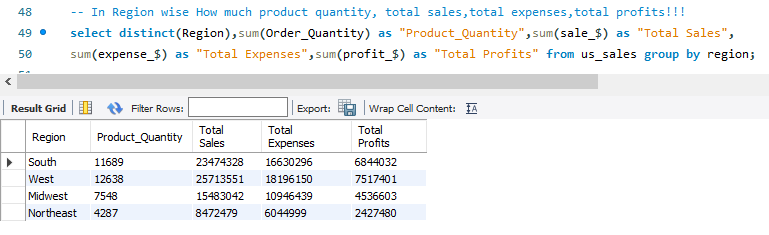 48 -- In Region wise How much product quantity, total sales,total expenses,total profits!!!
49 select distinct(Region),sum(Order_Quantity) as "Product_Quantity",sum(sale_$) as "Total Sales",
50 sum(expense_$) as "Total Expenses",sum(profit_$) as "Total Profits" from us_sales group by region;
Result Grid Filter Rows: Export: Wrap Cell Content:
Region Product_Quantity Total Sales Total Expenses Total Profits
South 11689 23474328 16630296 6844032
West 12638 25713551 18196150 7517401
Midwest 7548 15483042 10946439 4536603
Northeast 4287 8472479 6044999 2427480